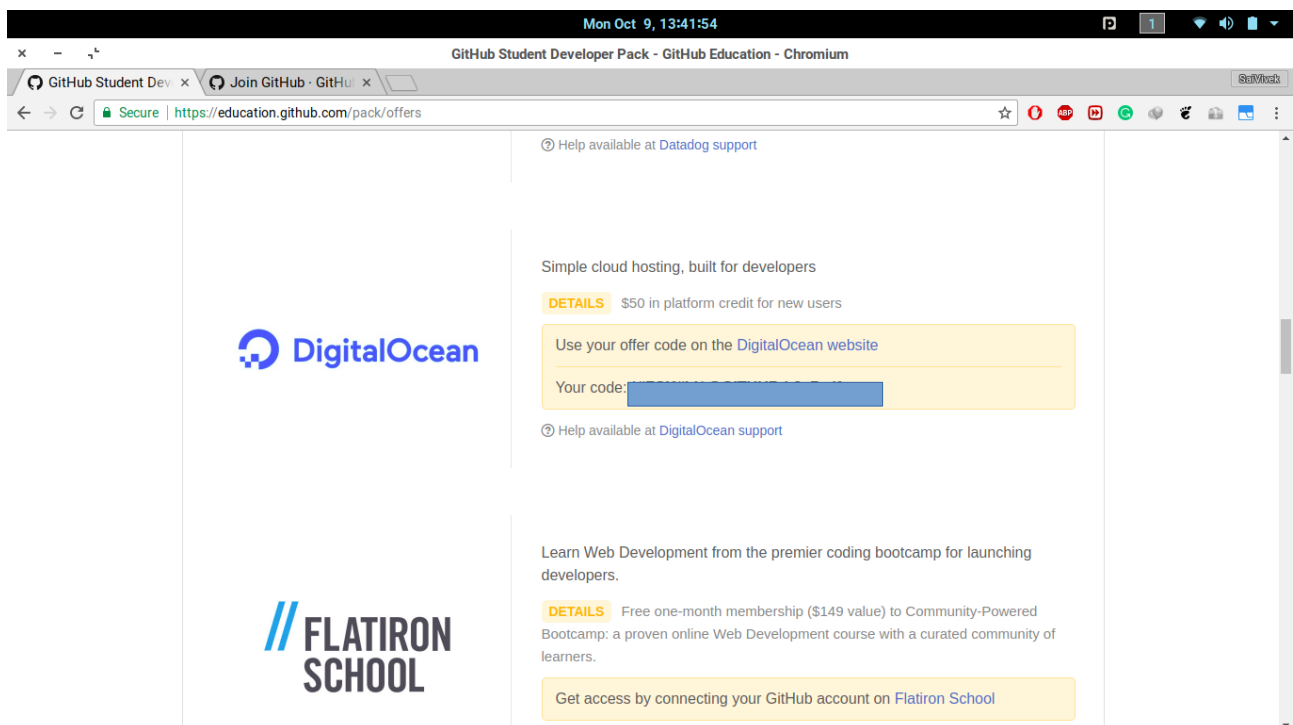 Mon Oct 9, 13:41:54
1
GitHub Student Developer Pack - GitHub Education - Chromium
GitHub Student Dev
Join GitHub · GitHu
SaiVivek
Secure | https://education.github.com/pack/offers
ABP
Help available at Datadog support
Simple cloud hosting, built for developers
DETAILS $50 in platform credit for new users
DigitalOcean
Use your offer code on the DigitalOcean website
Your code:
Help available at DigitalOcean support
Learn Web Development from the premier coding bootcamp for launching
developers.
DETAILS Free one-month membership ($149 value) to Community-Powered
Bootcamp: a proven online Web Development course with a curated community of
learners.
FLATIRON
SCHOOL
Get access by connecting your GitHub account on Flatiron School